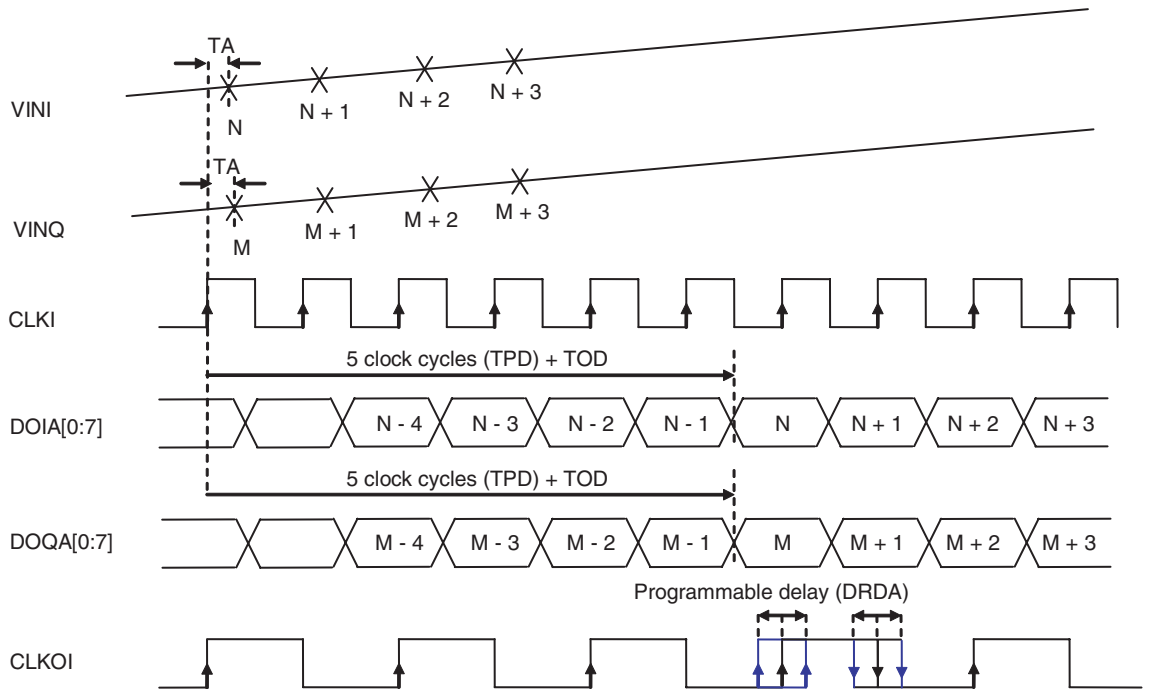 TA
VINI
N
N + 1
N + 2
N + 3
TA
VINQ
M
M + 1
M + 2
M + 3
CLKI
5 clock cycles (TPD) + TOD
DOIA[0:7]
N - 4
N - 3
N - 2
N - 1
N
N + 1
N + 2
N + 3
5 clock cycles (TPD) + TOD
DOQA[0:7]
M - 4
M - 3
M - 2
M - 1
M
M + 1
M + 2
M + 3
Programmable delay (DRDA)
CLKOI